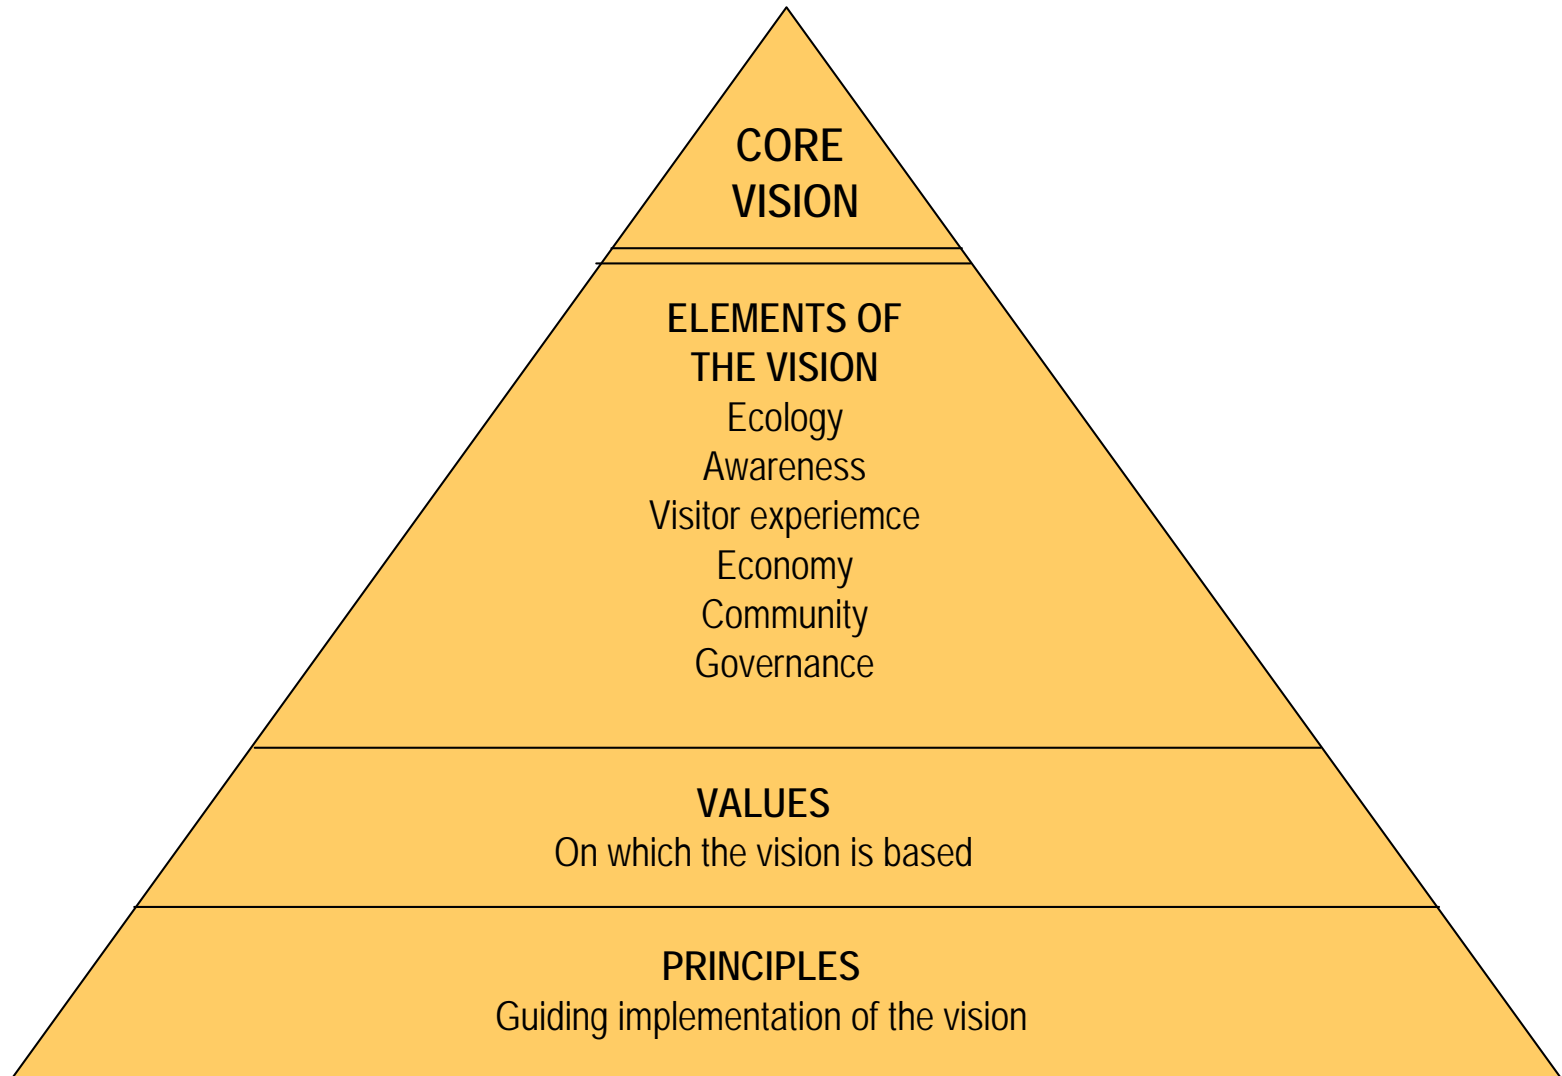 CORE
VISION
ELEMENTS OF
THE VISION
Ecology
Awareness
Visitor experiemce
Economy
Community
Governance
VALUES
On which the vision is based
PRINCIPLES
Guiding implementation of the vision